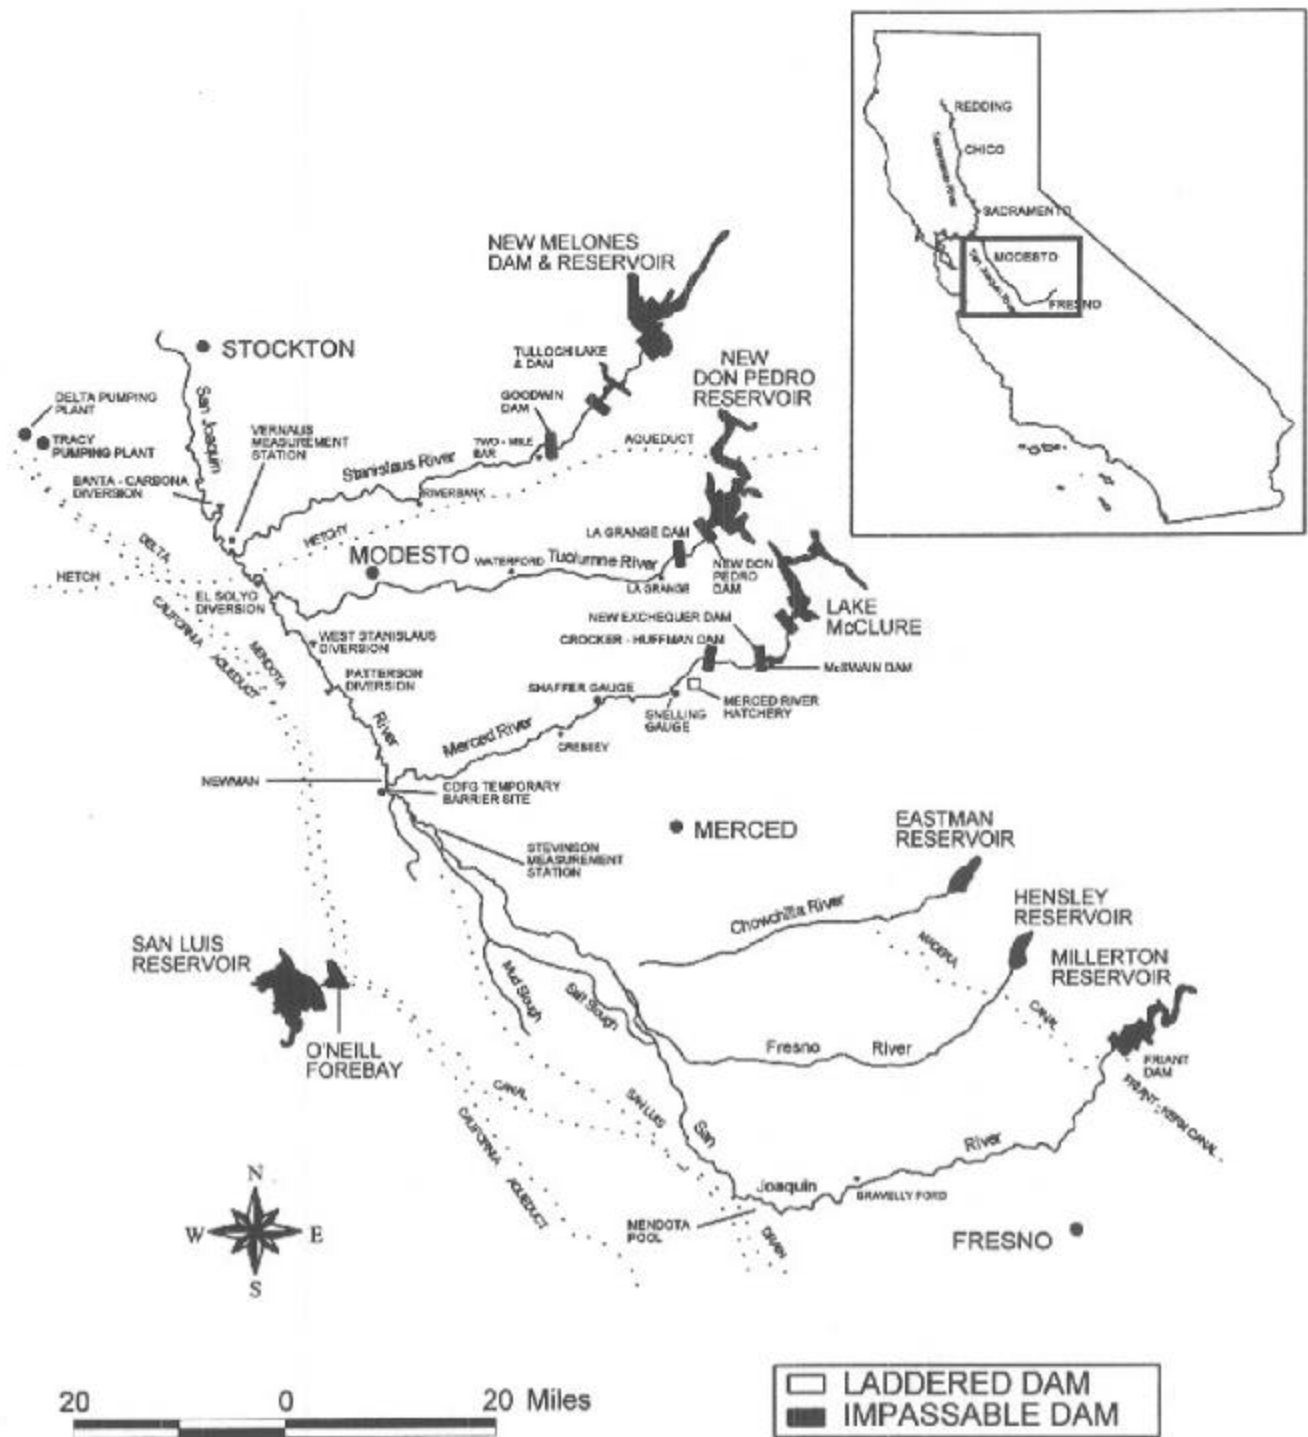 REDDING
Sacramento River
CHICO
SACRAMENTO
MODESTO
San Joaquin River
FRESNO
NEW MELONES
DAM & RESERVOIR
STOCKTON
TULLOCH LAKE
& DAM
NEW
DON PEDRO
RESERVOIR
GOODWIN
DAM
DELTA PUMPING
PLANT
TRACY
PUMPING PLANT
San Joaquin
VERNALIS
MEASUREMENT
STATION
TWO - MILE
BAR
AQUEDUCT
Stanislaus River
BANTA - CARBONA
DIVERSION
RIVERBANK
HETCHY
LA GRANGE DAM
DELTA
MODESTO
WATERFORD
Tuolumne River
NEW DON
PEDRO
DAM
HETCH
LA GRANGE
EL SOLYO
DIVERSION
CALIFORNIA
AQUEDUCT
MENDOTA
LAKE
McCLURE
NEW EXCHEQUER DAM
WEST STANISLAUS
DIVERSION
CROCKER - HUFFMAN DAM
McSWAIN DAM
PATTERSON
DIVERSION
SHAFFER GAUGE
SNELLING
GAUGE
MERCED RIVER
HATCHERY
River
Merced River
CRESSEY
NEWMAN
CDFG TEMPORARY
BARRIER SITE
MERCED
EASTMAN
RESERVOIR
STEVINSON
MEASUREMENT
STATION
Chowchilla River
HENSLEY
RESERVOIR
SAN LUIS
RESERVOIR
MADERA
MILLERTON
RESERVOIR
Mud Slough
Salt Slough
CANAL
O'NEILL
FOREBAY
Fresno River
FRIANT
DAM
CANAL
SAN LUIS
FRIANT - KERN CANAL
CALIFORNIA
AQUEDUCT
San
River
Joaquin
GRAVELLY FORD
MENDOTA
POOL
DRAIN
FRESNO
N
W E
S
20 0 20 Miles
LADDERED DAM
IMPASSABLE DAM